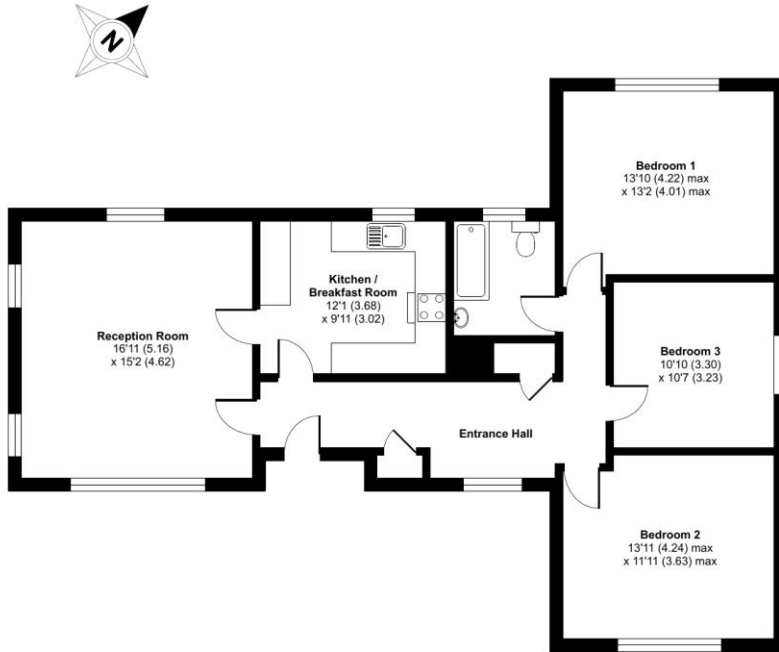 N
Bedroom 1
13'10 (4.22) max
x 13'2 (4.01) max
Kitchen /
Breakfast Room
12'1 (3.68)
x 9'11 (3.02)
Reception Room
16'11 (5.16)
x 15'2 (4.62)
Bedroom 3
10'10 (3.30)
x 10'7 (3.23)
Entrance Hall
Bedroom 2
13'11 (4.24) max
x 11'11 (3.63) max